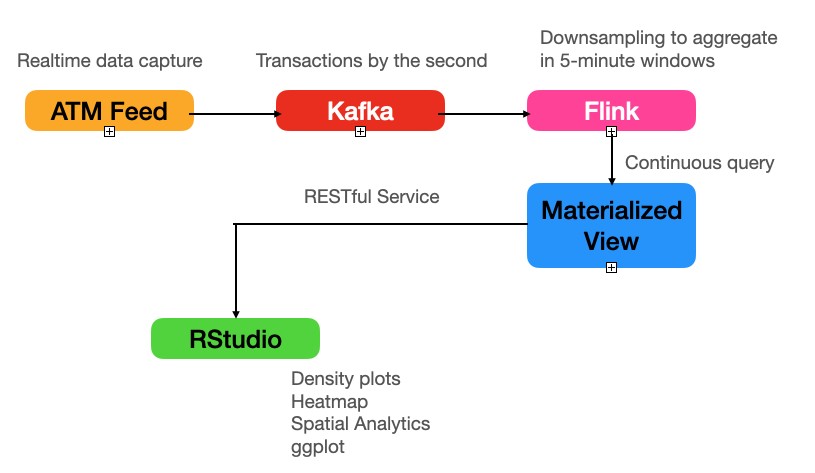 Realtime data capture
Transactions by the second
Downsampling to aggregate
in 5-minute windows
ATM Feed
Kafka
Flink
Continuous query
RESTful Service
Materialized
View
RStudio
Density plots
Heatmap
Spatial Analytics
ggplot